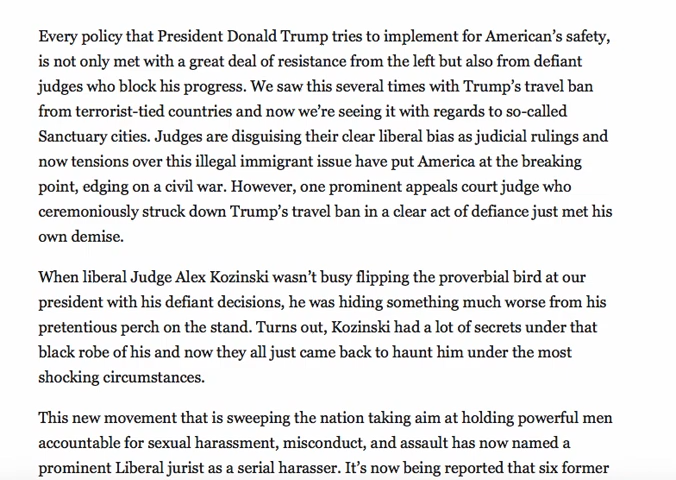 Every policy that President Donald Trump tries to implement for American’s safety,
is not only met with a great deal of resistance from the left but also from defiant
judges who block his progress. We saw this several times with Trump’s travel ban
from terrorist-tied countries and now we’re seeing it with regards to so-called
Sanctuary cities. Judges are disguising their clear liberal bias as judicial rulings and
now tensions over this illegal immigrant issue have put America at the breaking
point, edging on a civil war. However, one prominent appeals court judge who
ceremoniously struck down Trump’s travel ban in a clear act of defiance just met his
own demise.
When liberal Judge Alex Kozinski wasn’t busy flipping the proverbial bird at our
president with his defiant decisions, he was hiding something much worse from his
pretentious perch on the stand. Turns out, Kozinski had a lot of secrets under that
black robe of his and now they all just came back to haunt him under the most
shocking circumstances.
This new movement that is sweeping the nation taking aim at holding powerful men
accountable for sexual harassment, misconduct, and assault has now named a
prominent Liberal jurist as a serial harasser. It’s now being reported that six former